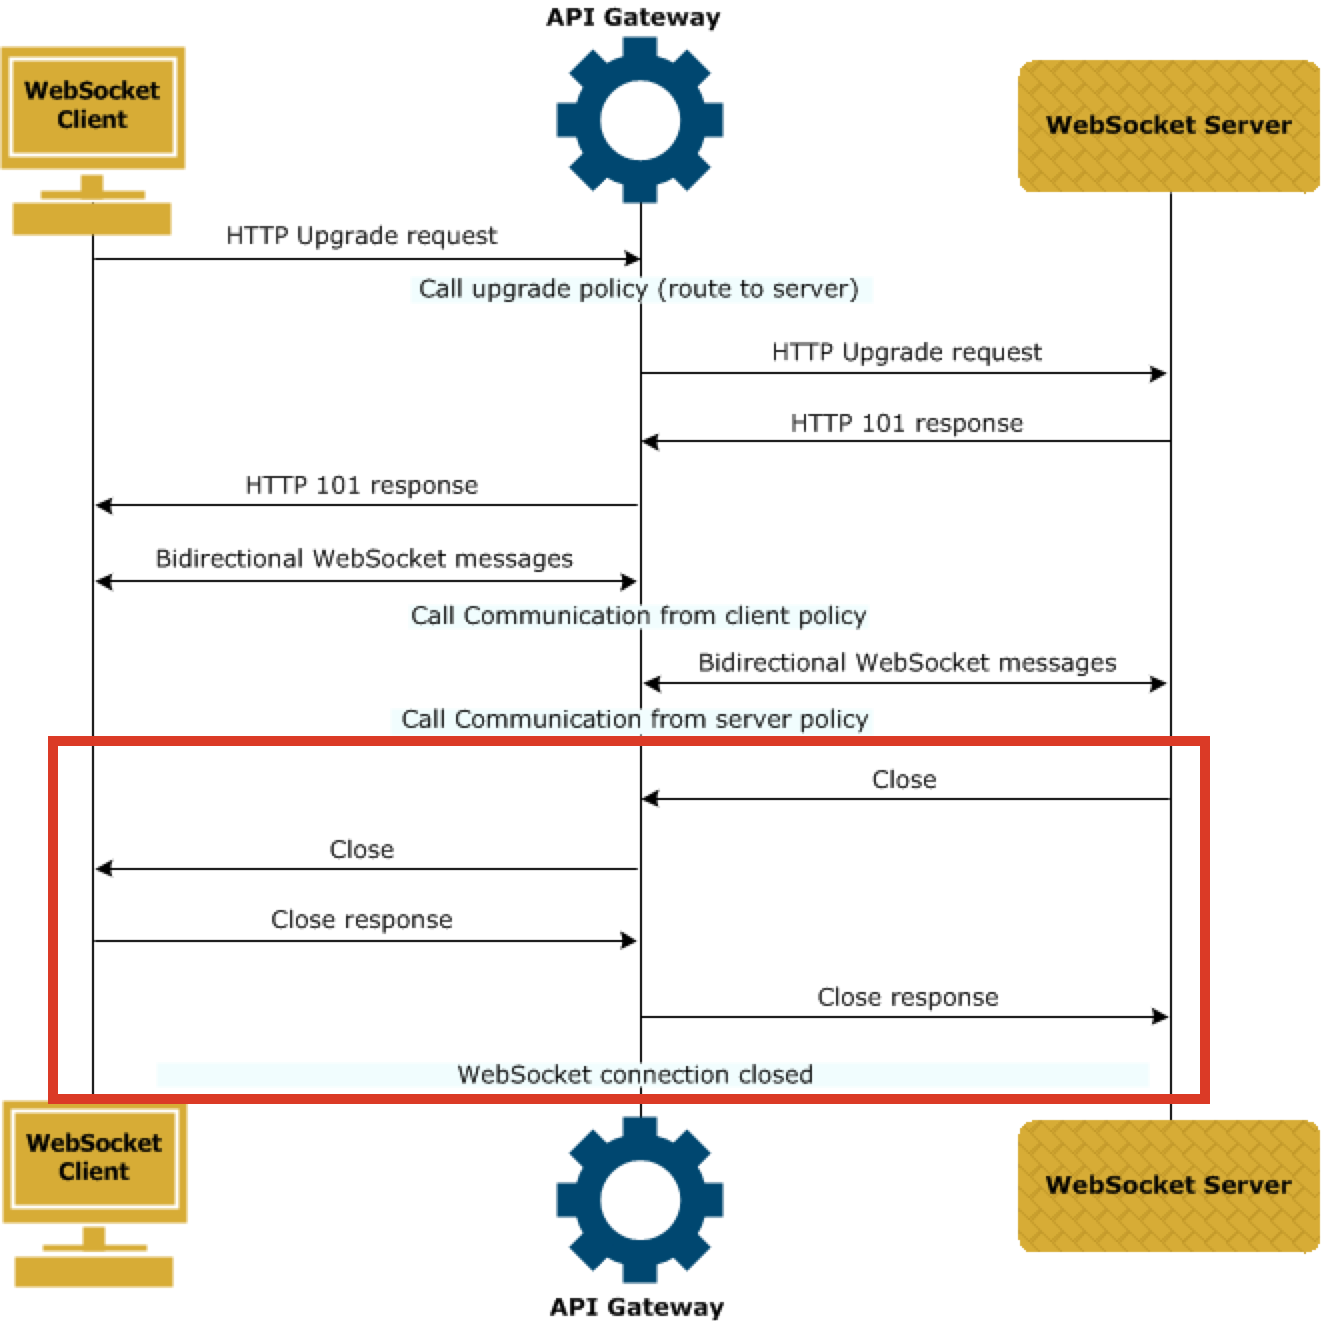 API Gateway
WebSocket
Client
WebSocket Server
HTTP Upgrade request
Call upgrade policy (route to server)
HTTP Upgrade request
HTTP 101 response
HTTP 101 response
Bidirectional WebSocket messages
Call Communication from client policy
Bidirectional WebSocket messages
Call Communication from server policy
Close
Close
Close response
Close response
WebSocket connection closed
WebSocket
Client
WebSocket Server
API Gateway